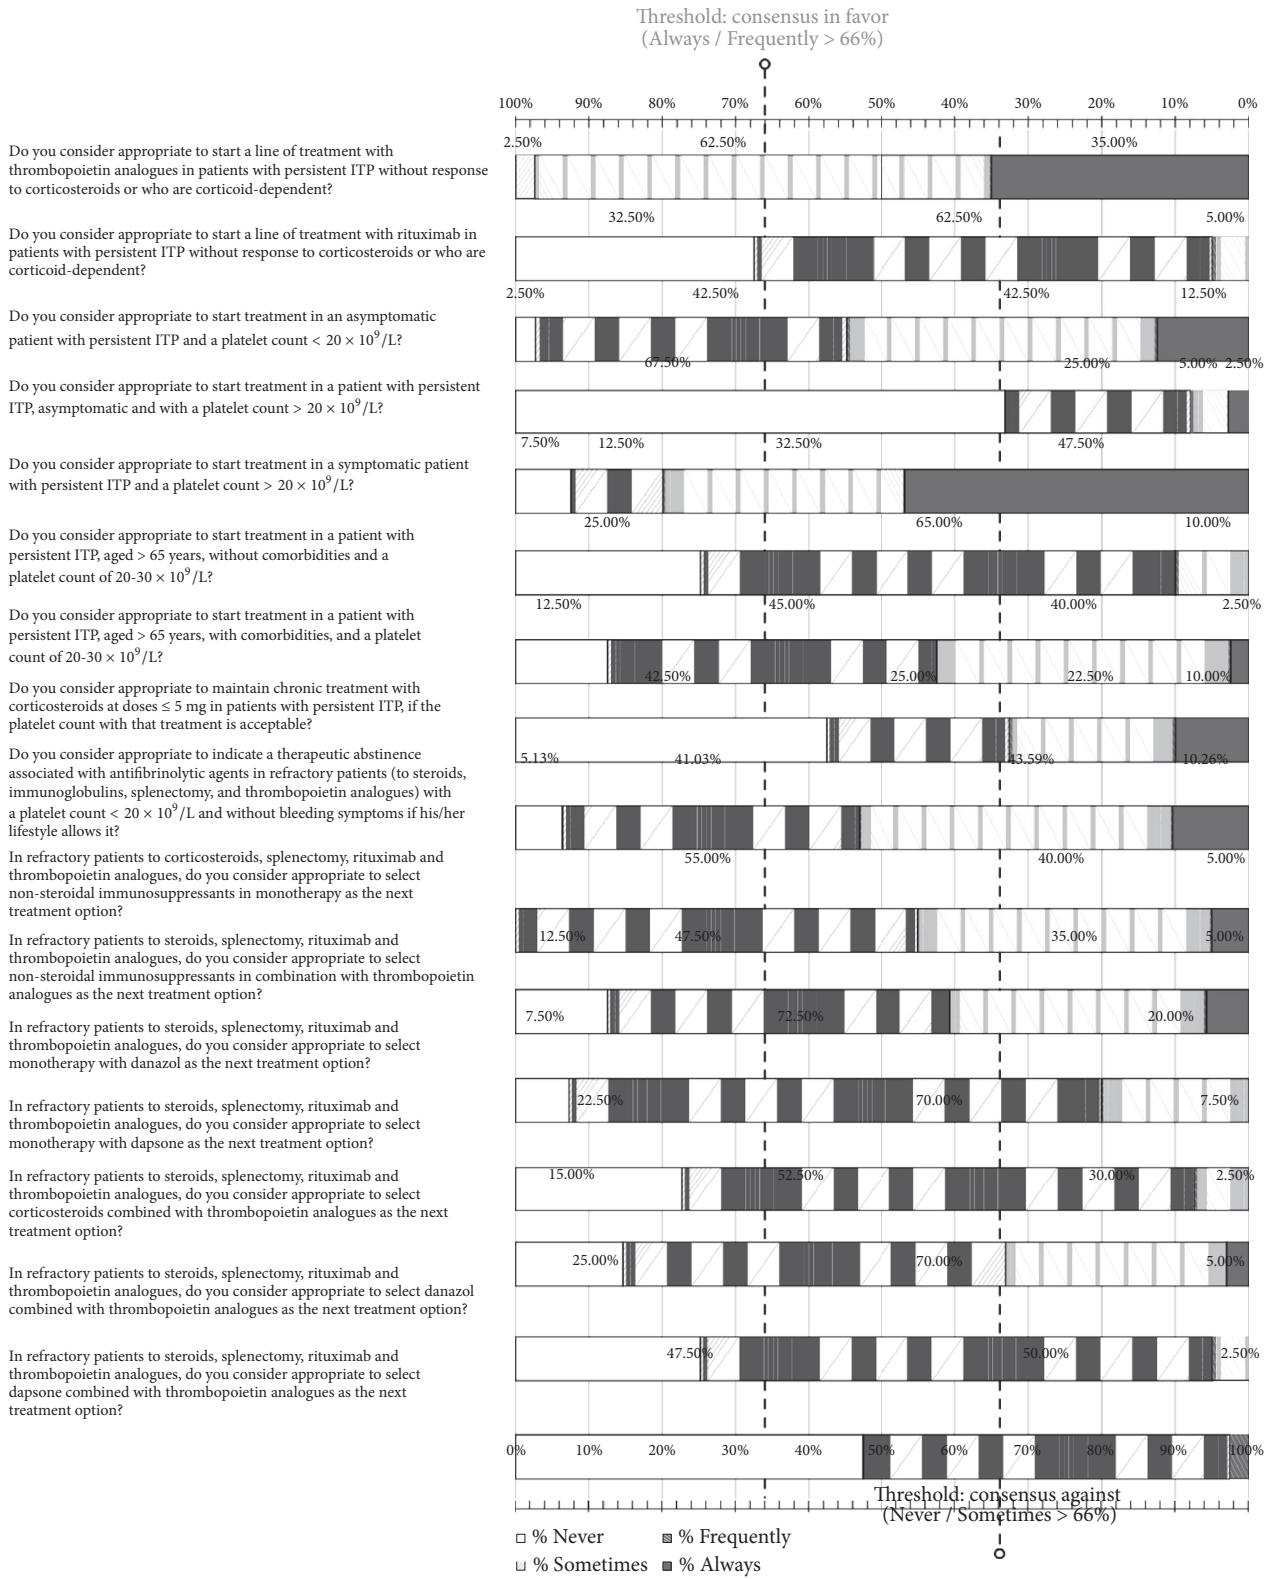 Threshold: consensus in favor
(Always / Frequently > 66%)
100% 90% 80% 70% 60% 50% 40% 30% 20% 10% 0%
2.50% 62.50% 35.00%
Do you consider appropriate to start a line of treatment with
thrombopoietin analogues in patients with persistent ITP without response
to corticosteroids or who are corticoid-dependent?
32.50% 62.50% 5.00%
Do you consider appropriate to start a line of treatment with rituximab in
patients with persistent ITP without response to corticosteroids or who are
corticoid-dependent?
2.50% 42.50% 42.50% 12.50%
Do you consider appropriate to start treatment in an asymptomatic
patient with persistent ITP and a platelet count < 20 × 10⁹/L?
67.50% 25.00% 5.00% 2.50%
Do you consider appropriate to start treatment in a patient with persistent
ITP, asymptomatic and with a platelet count > 20 × 10⁹/L?
7.50% 12.50% 32.50% 47.50%
Do you consider appropriate to start treatment in a symptomatic patient
with persistent ITP and a platelet count > 20 × 10⁹/L?
25.00% 65.00% 10.00%
Do you consider appropriate to start treatment in a patient with
persistent ITP, aged > 65 years, without comorbidities and a
platelet count of 20-30 × 10⁹/L?
12.50% 45.00% 40.00% 2.50%
Do you consider appropriate to start treatment in a patient with
persistent ITP, aged > 65 years, with comorbidities, and a platelet
count of 20-30 × 10⁹/L?
42.50% 25.00% 22.50% 10.00%
Do you consider appropriate to maintain chronic treatment with
corticosteroids at doses ≤ 5 mg in patients with persistent ITP, if the
platelet count with that treatment is acceptable?
5.13% 41.03% 43.59% 10.26%
Do you consider appropriate to indicate a therapeutic abstinence
associated with antifibrinolytic agents in refractory patients (to steroids,
immunoglobulins, splenectomy, and thrombopoietin analogues) with
a platelet count < 20 × 10⁹/L and without bleeding symptoms if his/her
lifestyle allows it?
55.00% 40.00% 5.00%
In refractory patients to corticosteroids, splenectomy, rituximab and
thrombopoietin analogues, do you consider appropriate to select
non-steroidal immunosuppressants in monotherapy as the next
treatment option?
12.50% 47.50% 35.00% 5.00%
In refractory patients to steroids, splenectomy, rituximab and
thrombopoietin analogues, do you consider appropriate to select
non-steroidal immunosuppressants in combination with thrombopoietin
analogues as the next treatment option?
7.50% 72.50% 20.00%
In refractory patients to steroids, splenectomy, rituximab and
thrombopoietin analogues, do you consider appropriate to select
monotherapy with danazol as the next treatment option?
22.50% 70.00% 7.50%
In refractory patients to steroids, splenectomy, rituximab and
thrombopoietin analogues, do you consider appropriate to select
monotherapy with dapsone as the next treatment option?
15.00% 52.50% 30.00% 2.50%
In refractory patients to steroids, splenectomy, rituximab and
thrombopoietin analogues, do you consider appropriate to select
corticosteroids combined with thrombopoietin analogues as the next
treatment option?
25.00% 70.00% 5.00%
In refractory patients to steroids, splenectomy, rituximab and
thrombopoietin analogues, do you consider appropriate to select danazol
combined with thrombopoietin analogues as the next treatment option?
47.50% 50.00% 2.50%
In refractory patients to steroids, splenectomy, rituximab and
thrombopoietin analogues, do you consider appropriate to select
dapsone combined with thrombopoietin analogues as the next
treatment option?
0% 10% 20% 30% 40% 50% 60% 70% 80% 90% 100%
Threshold: consensus against
(Never / Sometimes > 66%)
% Never % Frequently
% Sometimes % Always